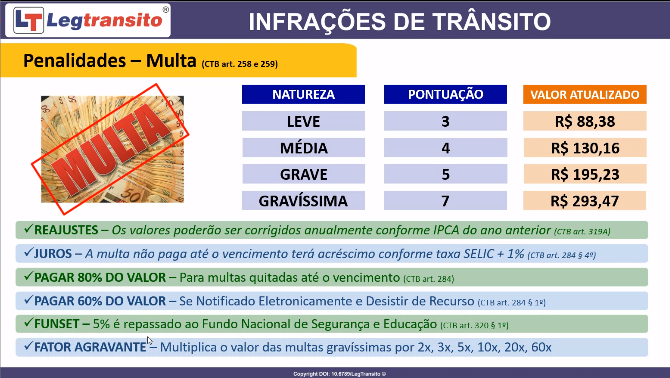 LT Legtransito®
INFRAÇÕES DE TRÂNSITO
Penalidades – Multa (CTB art. 258 e 259)
MULTA
NATUREZA PONTUAÇÃO VALOR ATUALIZADO
LEVE 3 R$ 88,38
MÉDIA 4 R$ 130,16
GRAVE 5 R$ 195,23
GRAVÍSSIMA 7 R$ 293,47
✓REAJUSTES – Os valores poderão ser corrigidos anualmente conforme IPCA do ano anterior (CTB art. 319A)
✓JUROS – A multa não paga até o vencimento terá acréscimo conforme taxa SELIC + 1% (CTB art. 284 § 4º)
✓PAGAR 80% DO VALOR – Para multas quitadas até o vencimento (CTB art. 284)
✓PAGAR 60% DO VALOR – Se Notificado Eletronicamente e Desistir de Recurso (CTB art. 284 § 1º)
✓FUNSET – 5% é repassado ao Fundo Nacional de Segurança e Educação (CTB art. 320 § 1º)
✓FATOR AGRAVANTE – Multiplica o valor das multas gravíssimas por 2x, 3x, 5x, 10x, 20x, 60x
Copyright DOI: 10.6789/LegTransito ®